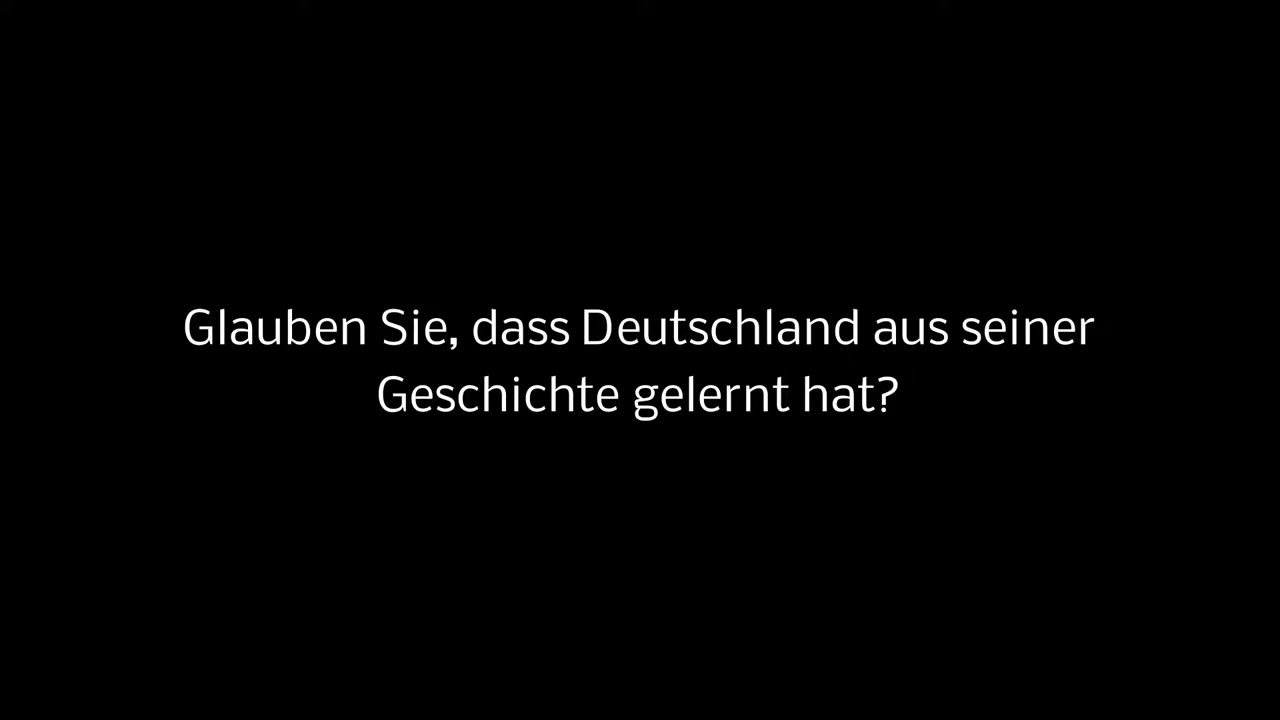 Glauben Sie, dass Deutschland aus seiner
Geschichte gelernt hat?